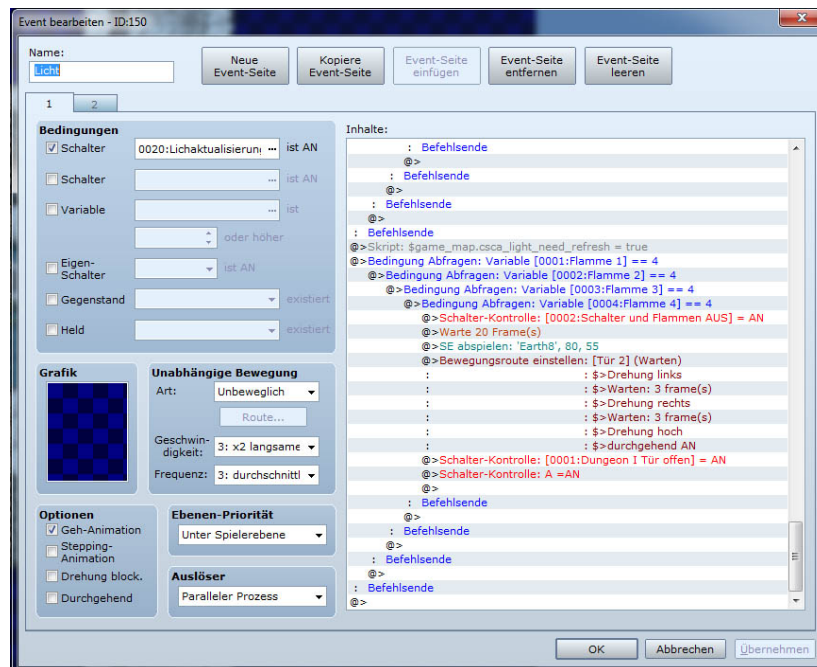 Event bearbeiten - ID:150
Name:
Licht
Neue
Event-Seite
Kopiere
Event-Seite
Event-Seite
einfügen
Event-Seite
entfernen
Event-Seite
leeren
1
2
Bedingungen
Schalter 0020:Lichaktualisierun ... ist AN
Schalter ... ist AN
Variable ... ist
oder höher
Eigen-
Schalter ist AN
Gegenstand existiert
Held existiert
Grafik
Unabhängige Bewegung
Art: Unbeweglich
Route...
Geschwin-
digkeit: 3: x2 langsame
Frequenz: 3: durchschnittl
Optionen
Geh-Animation
Stepping-
Animation
Drehung block.
Durchgehend
Ebenen-Priorität
Unter Spielerebene
Auslöser
Paralleler Prozess
Inhalte:
: Befehlsende
@>
: Befehlsende
@>
: Befehlsende
@>
: Befehlsende
@>Skript: $game_map.csca_light_need_refresh = true
@>Bedingung Abfragen: Variable [0001:Flamme 1] == 4
@>Bedingung Abfragen: Variable [0002:Flamme 2] == 4
@>Bedingung Abfragen: Variable [0003:Flamme 3] == 4
@>Bedingung Abfragen: Variable [0004:Flamme 4] == 4
@>Schalter-Kontrolle: [0002:Schalter und Flammen AUS] = AN
@>Warte 20 Frame(s)
@>SE abspielen: 'Earth8', 80, 55
@>Bewegungsroute einstellen: [Tür 2] (Warten)
: : $>Drehung links
: : $>Warten: 3 frame(s)
: : $>Drehung rechts
: : $>Warten: 3 frame(s)
: : $>Drehung hoch
: : $>durchgehend AN
@>Schalter-Kontrolle: [0001:Dungeon I Tür offen] = AN
@>Schalter-Kontrolle: A =AN
@>
: Befehlsende
@>
: Befehlsende
@>
: Befehlsende
@>
: Befehlsende
@>
OK
Abbrechen
Übernehmen